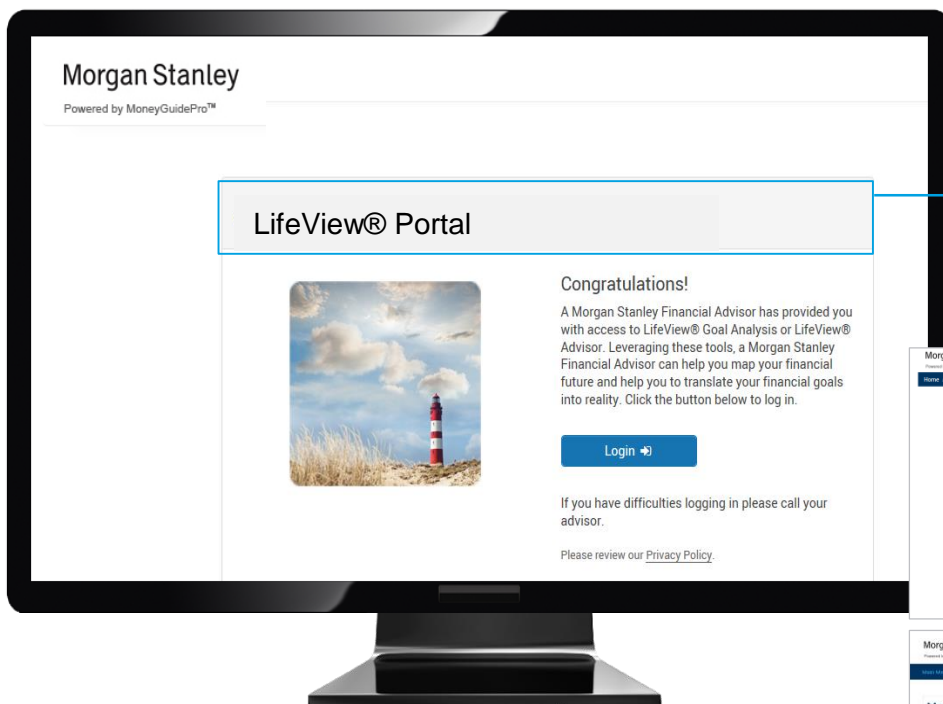 Morgan Stanley
Powered by MoneyGuidePro™
LifeView® Portal
Congratulations!
A Morgan Stanley Financial Advisor has provided you
with access to LifeView® Goal Analysis or LifeView®
Advisor. Leveraging these tools, a Morgan Stanley
Financial Advisor can help you map your financial
future and help you to translate your financial goals
into reality. Click the button below to log in.
Login
If you have difficulties logging in please call your
advisor.
Please review our Privacy Policy.
Home